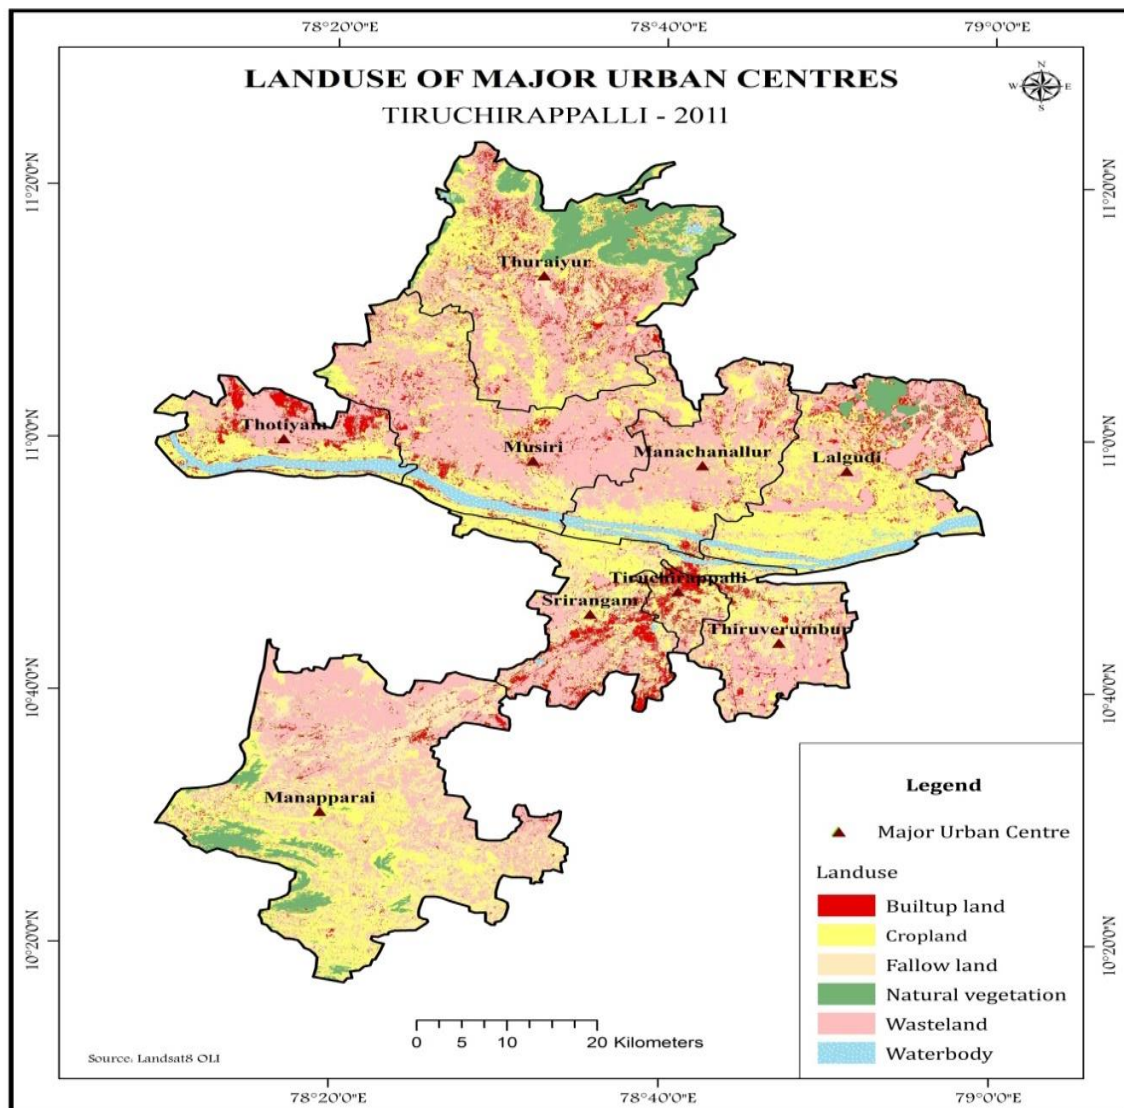 78°20'0"E 78°40'0"E 79°0'0"E
LANDUSE OF MAJOR URBAN CENTRES
TIRUCHIRAPPALLI - 2011
N
W E
S
11°20'0"N 11°20'0"N
Thuraiyur
Thotiyam
11°0'0"N 11°0'0"N
Musiri
Manachanallur
Lalgudi
Tiruchirappalli
Srirangam
Thiruverumbur
10°40'0"N 10°40'0"N
Manapparai
Legend
Major Urban Centre
Landuse
Builtup land
Cropland
Fallow land
Natural vegetation
Wasteland
Waterbody
10°20'0"N 10°20'0"N
0 5 10 20 Kilometers
Source: Landsat8 OLI
78°20'0"E 78°40'0"E 79°0'0"E